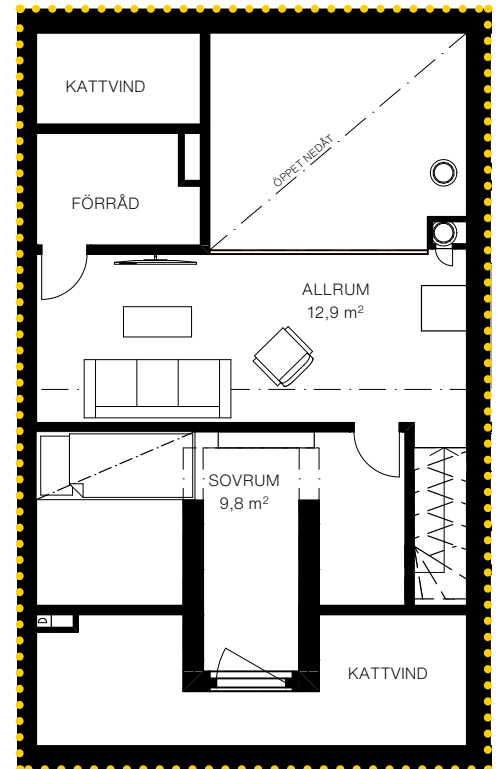 KATTVIND
ÖPPET NEDÅT
FÖRRÅD
ALLRUM
12,9 m²
SOVRUM
9,8 m²
D
KATTVIND